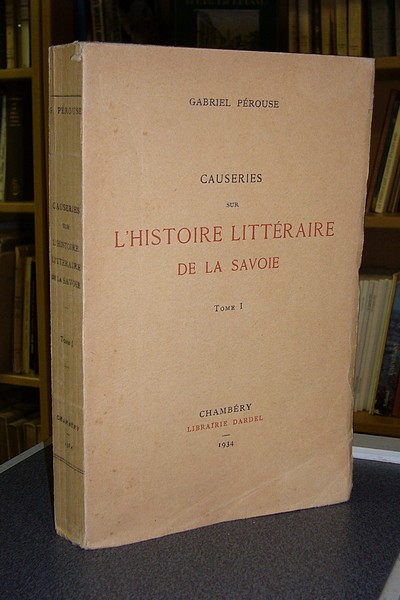 GABRIEL PÉROUSE
CAUSERIES
SUR
L'HISTOIRE LITTÉRAIRE
DE LA SAVOIE
TOME I
CHAMBÉRY
LIBRAIRIE DARDEL
1934
PÉROUSE
CAUSERIES
SUR
L'HISTOIRE
LITTÉRAIRE
DE LA SAVOIE
Tome I
CHAMBÉRY